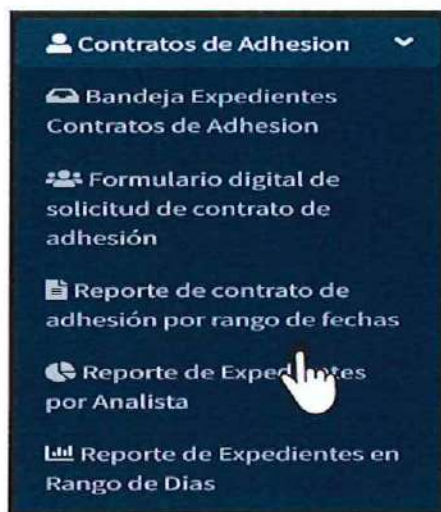 Contratos de Adhesion
Bandeja Expedientes
Contratos de Adhesion
Formulario digital de
solicitud de contrato de
adhesión
Reporte de contrato de
adhesión por rango de fechas
Reporte de Expedientes
por Analista
Reporte de Expedientes en
Rango de Dias